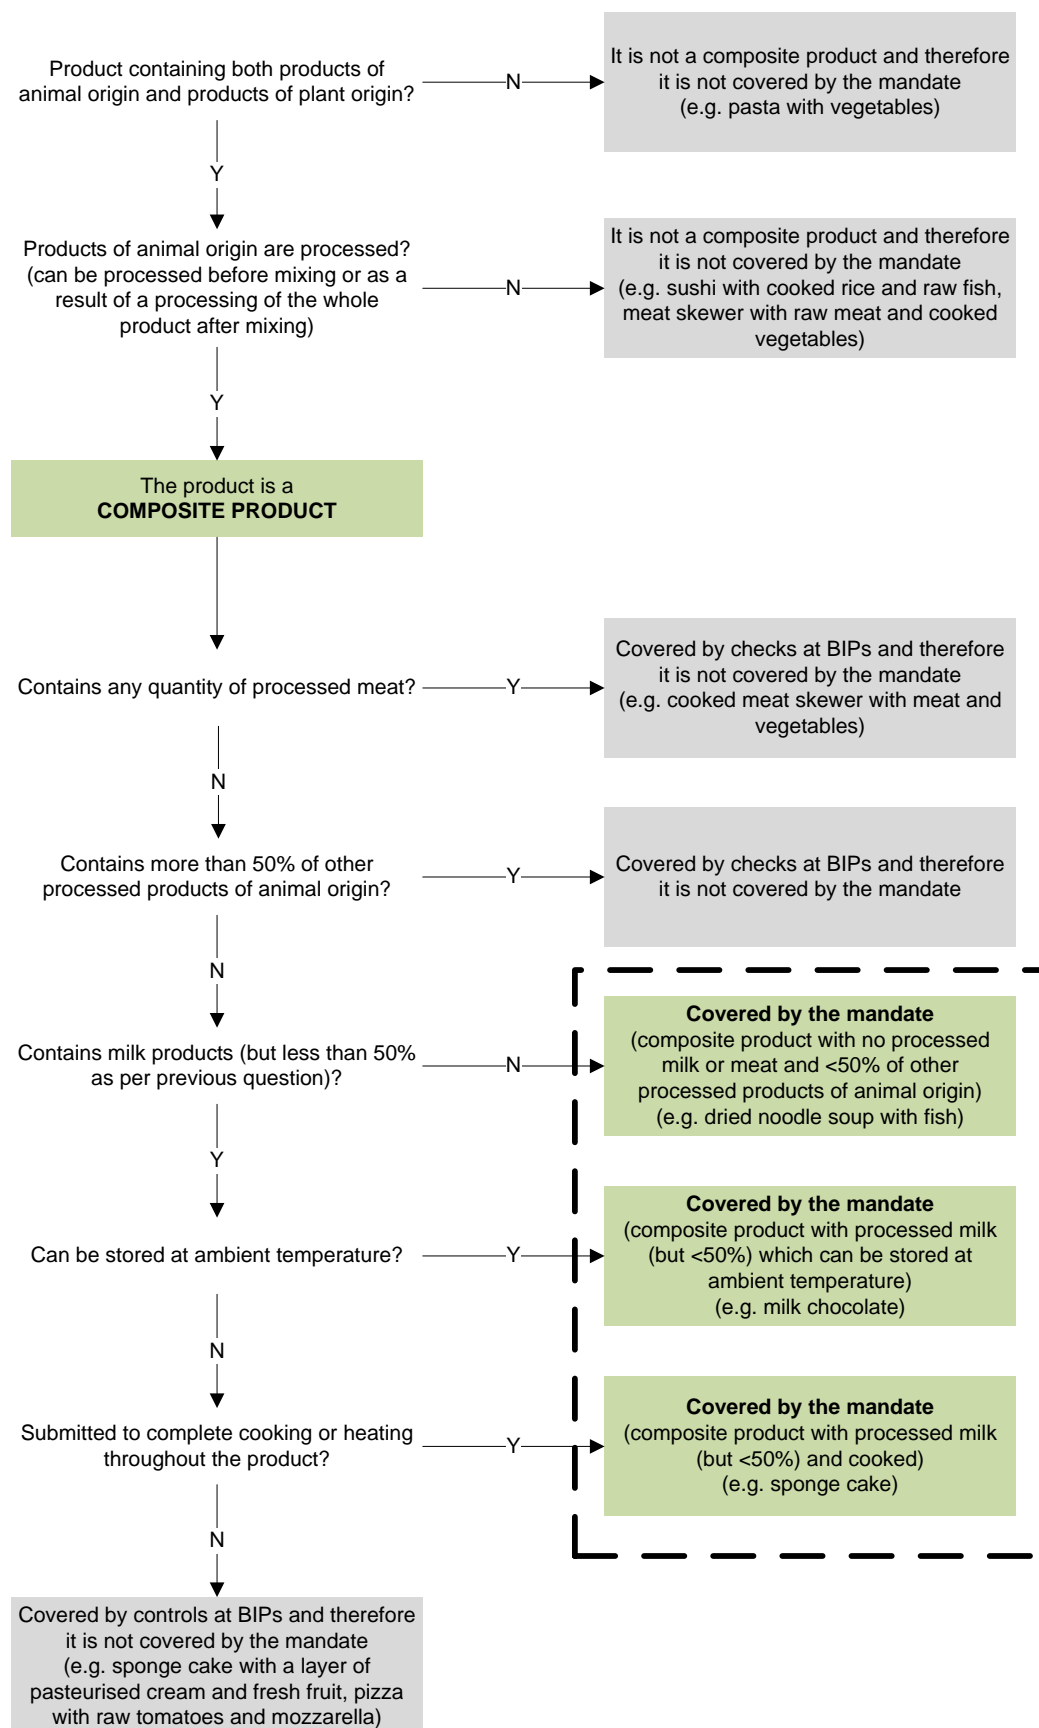 Product containing both products of
animal origin and products of plant origin?
N
It is not a composite product and therefore
it is not covered by the mandate
(e.g. pasta with vegetables)
Y
Products of animal origin are processed?
(can be processed before mixing or as a
result of a processing of the whole
product after mixing)
N
It is not a composite product and therefore
it is not covered by the mandate
(e.g. sushi with cooked rice and raw fish,
meat skewer with raw meat and cooked
vegetables)
Y
The product is a
COMPOSITE PRODUCT
Contains any quantity of processed meat?
Y
Covered by checks at BIPs and therefore
it is not covered by the mandate
(e.g. cooked meat skewer with meat and
vegetables)
N
Contains more than 50% of other
processed products of animal origin?
Y
Covered by checks at BIPs and therefore
it is not covered by the mandate
N
Contains milk products (but less than 50%
as per previous question)?
N
Covered by the mandate
(composite product with no processed
milk or meat and <50% of other
processed products of animal origin)
(e.g. dried noodle soup with fish)
Y
Can be stored at ambient temperature?
Y
Covered by the mandate
(composite product with processed milk
(but <50%) which can be stored at
ambient temperature)
(e.g. milk chocolate)
N
Submitted to complete cooking or heating
throughout the product?
Y
Covered by the mandate
(composite product with processed milk
(but <50%) and cooked)
(e.g. sponge cake)
N
Covered by controls at BIPs and therefore
it is not covered by the mandate
(e.g. sponge cake with a layer of
pasteurised cream and fresh fruit, pizza
with raw tomatoes and mozzarella)